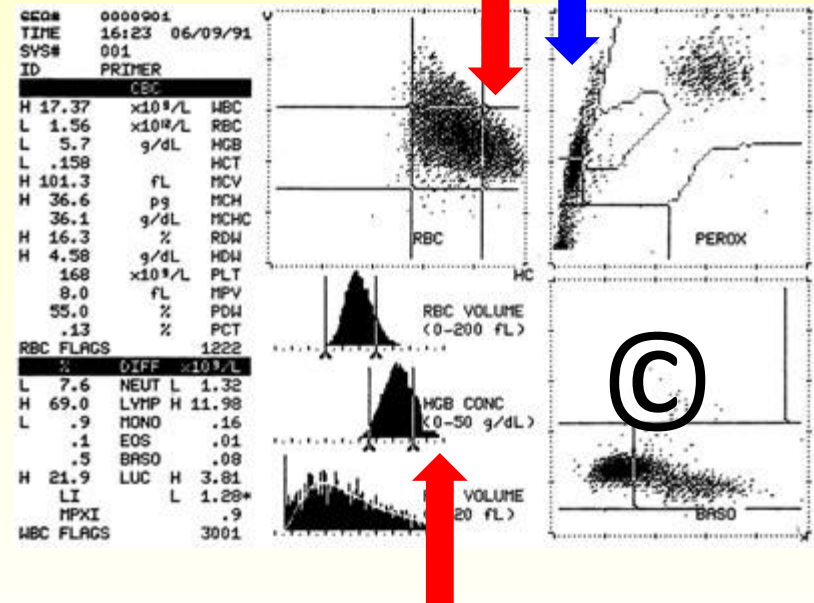 SEQ# 0000901
TIME 16:23 06/09/91
SYS# 001
ID PRIMER
CBC
H 17.37 x10⁹/L WBC
L 1.56 x10¹²/L RBC
L 5.7 g/dL HGB
L .158 HCT
H 101.3 fL MCV
H 36.6 pg MCH
36.1 g/dL MCHC
H 16.3 % RDW
H 4.58 g/dL HDW
168 x10⁹/L PLT
8.0 fL MPV
55.0 % PDW
.13 % PCT
RBC FLAGS 1222
% DIFF x10⁹/L
L 7.6 NEUT L 1.32
H 69.0 LYMP H 11.98
L .9 MONO .16
.1 EOS .01
.5 BASO .08
H 21.9 LUC H 3.81
LI L 1.28*
MPXI .9
WBC FLAGS 3001
V
RBC
HC
RBC VOLUME
(0-200 fL)
HGB CONC
(0-50 g/dL)
VOLUME
20 fL)
PEROX
©
BASO